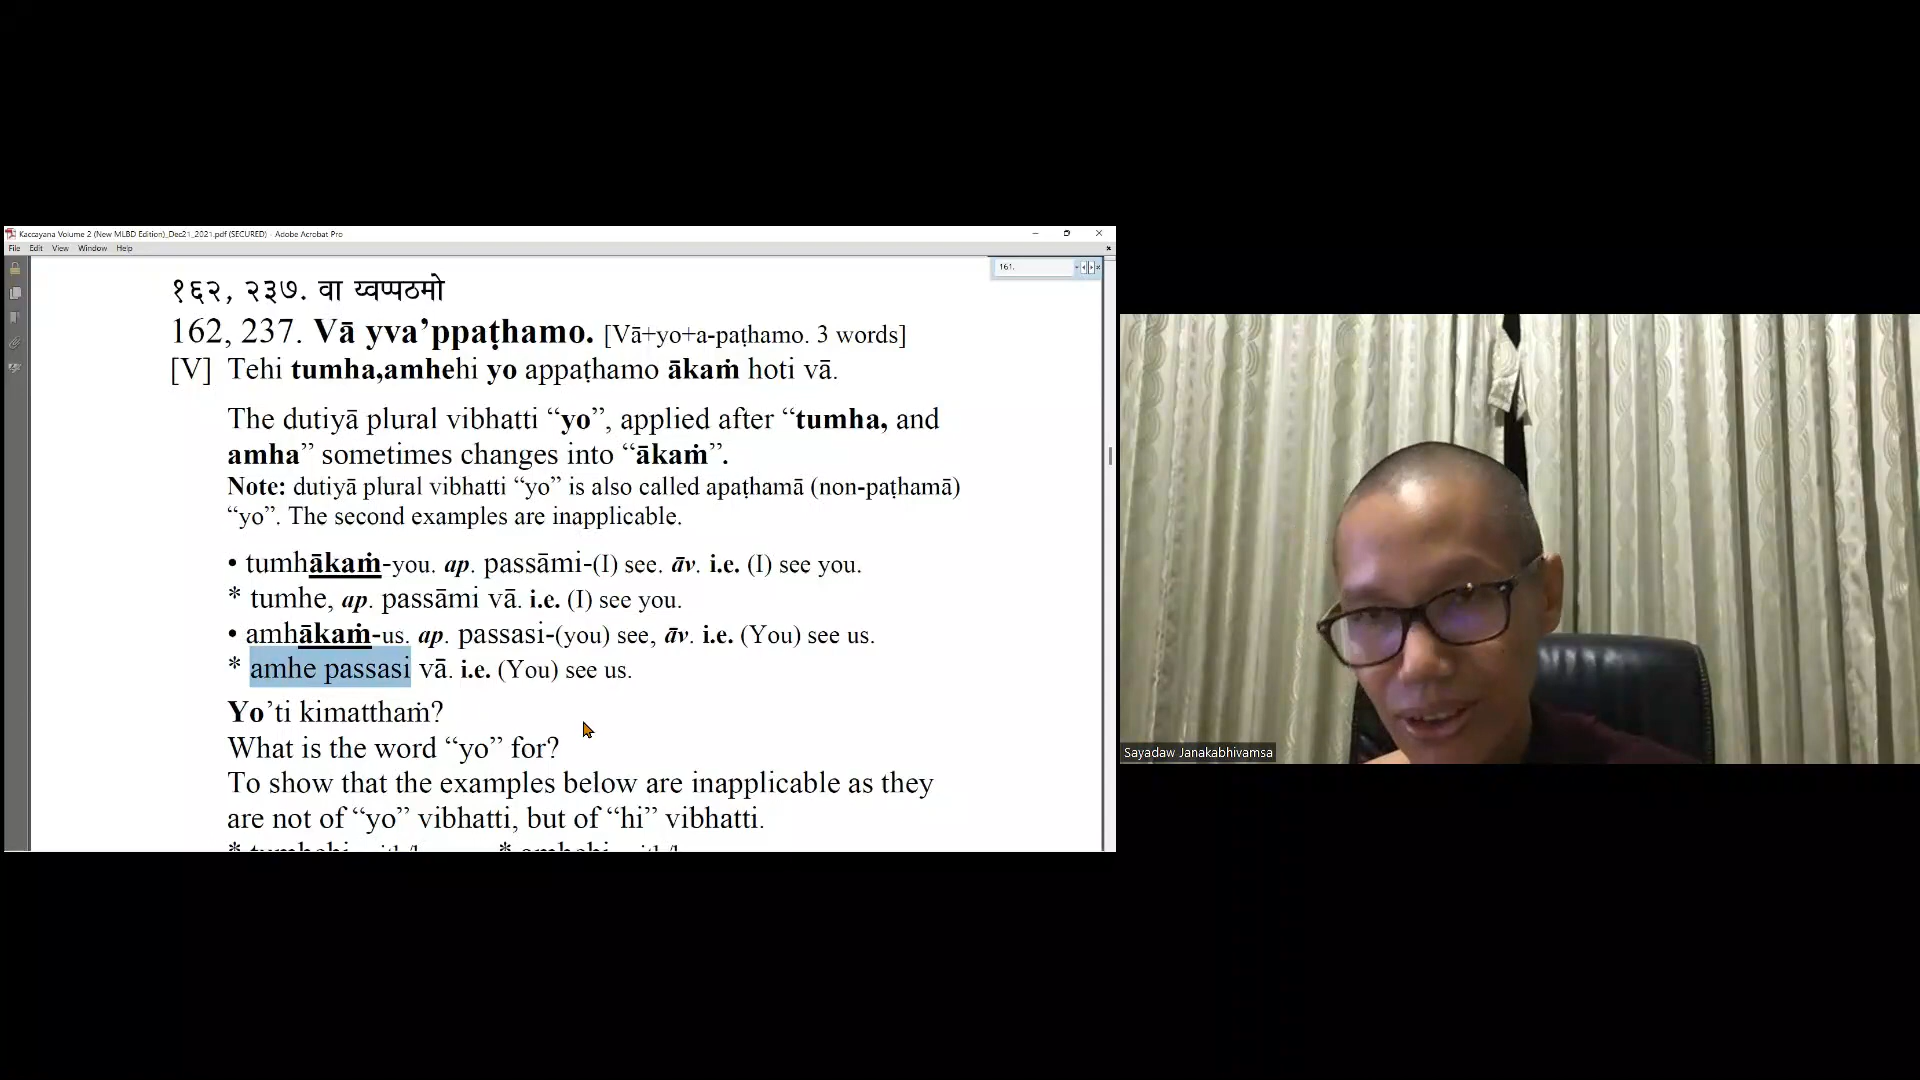 Kaccayana Volume 2 (New MLBD Edition)_Dec21_2021.pdf (SECURED) - Adobe Acrobat Pro
File Edit View Window Help
161.
१६२, २३७. वा य्वप्पठमो
162, 237. Vā yva’ppaṭhamo. [Vā+yo+a-paṭhamo. 3 words]
[V] Tehi tumha,amhehi yo appaṭhamo ākaṁ hoti vā.
The dutiyā plural vibhatti “yo”, applied after “tumha, and
amha” sometimes changes into “ākaṁ”.
Note: dutiyā plural vibhatti “yo” is also called apaṭhamā (non-paṭhamā)
“yo”. The second examples are inapplicable.
• tumhākaṁ-you. ap. passāmi-(I) see. āv. i.e. (I) see you.
* tumhe, ap. passāmi vā. i.e. (I) see you.
• amhākaṁ-us. ap. passasi-(you) see, āv. i.e. (You) see us.
* amhe passasi vā. i.e. (You) see us.
Yo’ti kimatthaṁ?
What is the word “yo” for?
To show that the examples below are inapplicable as they
are not of “yo” vibhatti, but of “hi” vibhatti.
Sayadaw Janakabhivamsa